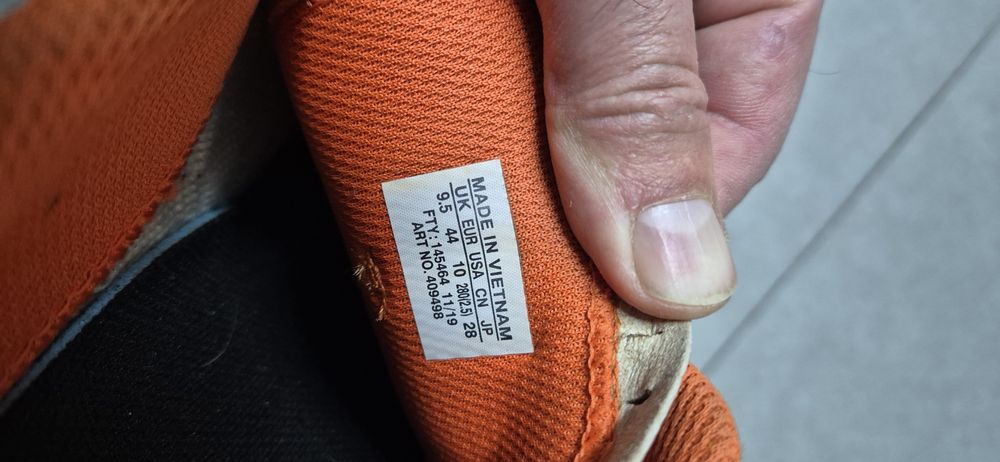 MADE IN VIETNAM
UK EUR USA CN JP
9.5 44 10 280(2.5) 28
FTY: 145464 11/19
ART NO. 409498